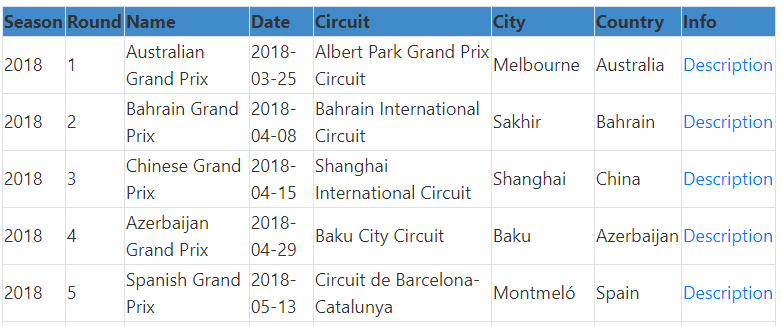 Season Round Name Date Circuit City Country Info
2018 1 Australian Grand Prix 2018-03-25 Albert Park Grand Prix Circuit Melbourne Australia Description
2018 2 Bahrain Grand Prix 2018-04-08 Bahrain International Circuit Sakhir Bahrain Description
2018 3 Chinese Grand Prix 2018-04-15 Shanghai International Circuit Shanghai China Description
2018 4 Azerbaijan Grand Prix 2018-04-29 Baku City Circuit Baku Azerbaijan Description
2018 5 Spanish Grand Prix 2018-05-13 Circuit de Barcelona-Catalunya Montmeló Spain Description